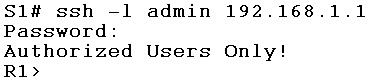 S1# ssh -l admin 192.168.1.1
Password:
Authorized Users Only!
R1>